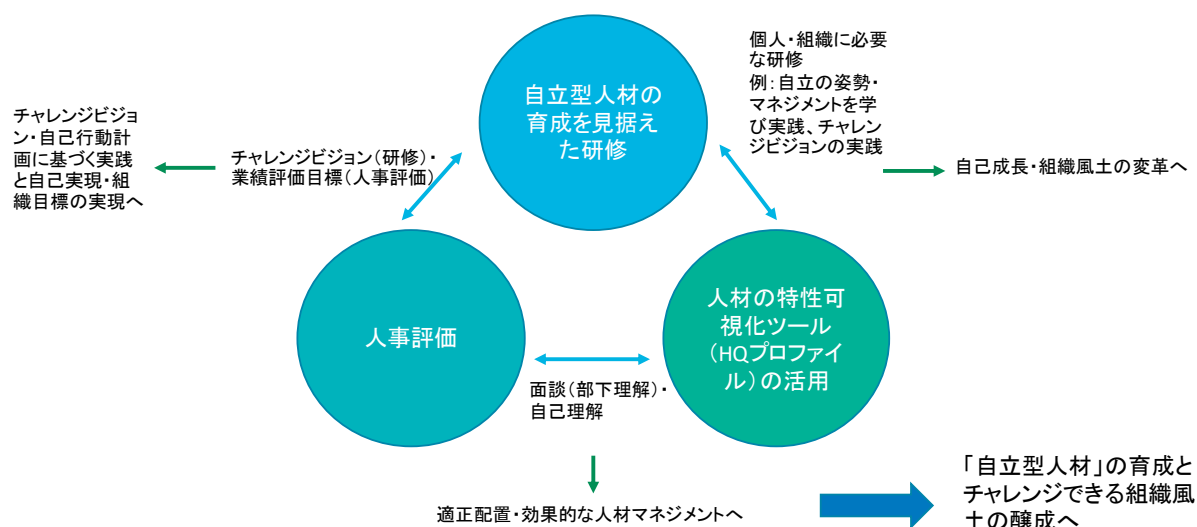 自立型人材の
育成を見据え
た研修
個人・組織に必要
な研修
例：自立の姿勢・
マネジメントを学
び実践、チャレン
ジビジョンの実践
チャレンジビジョ
ン・自己行動計
画に基づく実践
と自己実現・組
織目標の実現へ
チャレンジビジョン（研修）・
業績評価目標（人事評価）
自己成長・組織風土の変革へ
人事評価
人材の特性可
視化ツール
（HQプロファイ
ル）の活用
面談（部下理解）・
自己理解
適正配置・効果的な人材マネジメントへ
「自立型人材」の育成と
チャレンジできる組織風
土の醸成へ